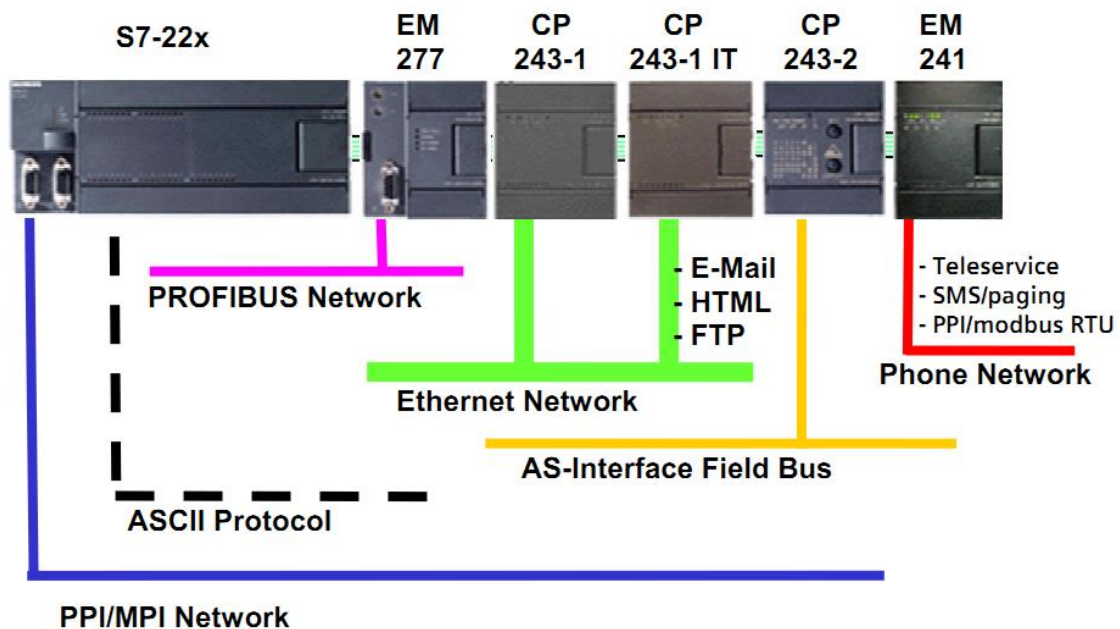 S7-22x
EM
277
CP
243-1
CP
243-1 IT
CP
243-2
EM
241
- E-Mail
- HTML
- FTP
- Teleservice
- SMS/paging
- PPI/modbus RTU
PROFIBUS Network
Phone Network
Ethernet Network
AS-Interface Field Bus
ASCII Protocol
PPI/MPI Network